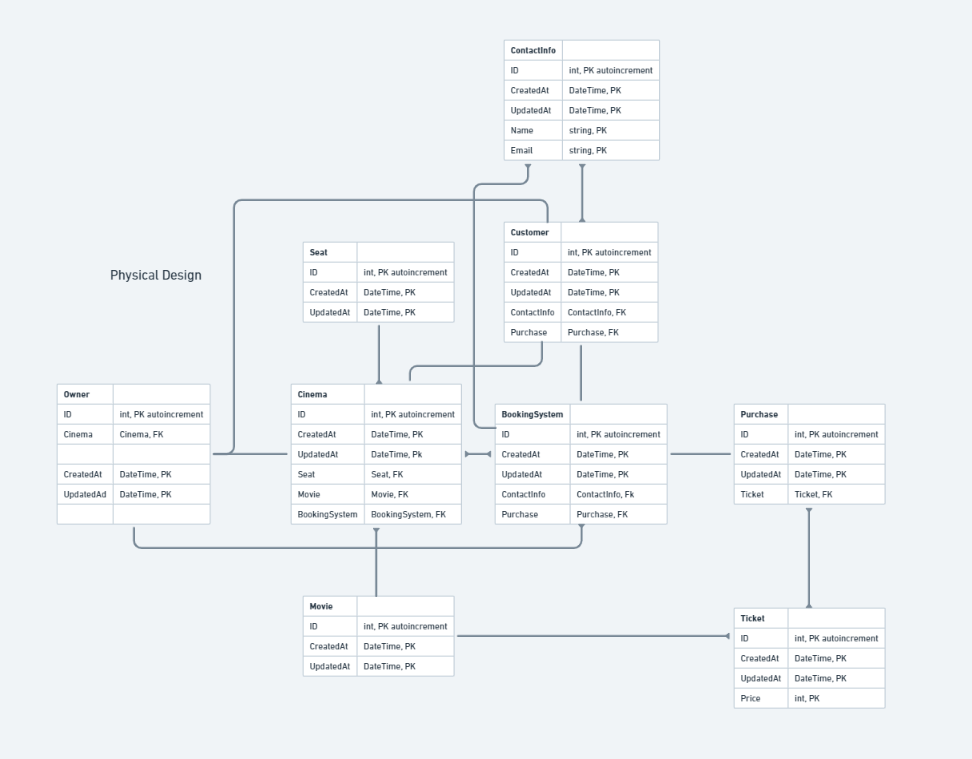 ContactInfo
ID int, PK autoincrement
CreatedAt DateTime, PK
UpdatedAt DateTime, PK
Name string, PK
Email string, PK
Physical Design
Seat
ID int, PK autoincrement
CreatedAt DateTime, PK
UpdatedAt DateTime, PK
Customer
ID int, PK autoincrement
CreatedAt DateTime, PK
UpdatedAt DateTime, PK
ContactInfo ContactInfo, FK
Purchase Purchase, FK
Owner
ID int, PK autoincrement
Cinema Cinema, FK
CreatedAt DateTime, PK
UpdatedAd DateTime, PK
Cinema
ID int, PK autoincrement
CreatedAt DateTime, PK
UpdatedAt DateTime, Pk
Seat Seat, FK
Movie Movie, FK
BookingSystem BookingSystem, FK
BookingSystem
ID int, PK autoincrement
CreatedAt DateTime, PK
UpdatedAt DateTime, PK
ContactInfo ContactInfo, Fk
Purchase Purchase, FK
Purchase
ID int, PK autoincrement
CreatedAt DateTime, PK
UpdatedAt DateTime, PK
Ticket Ticket, FK
Movie
ID int, PK autoincrement
CreatedAt DateTime, PK
UpdatedAt DateTime, PK
Ticket
ID int, PK autoincrement
CreatedAt DateTime, PK
UpdatedAt DateTime, PK
Price int, PK